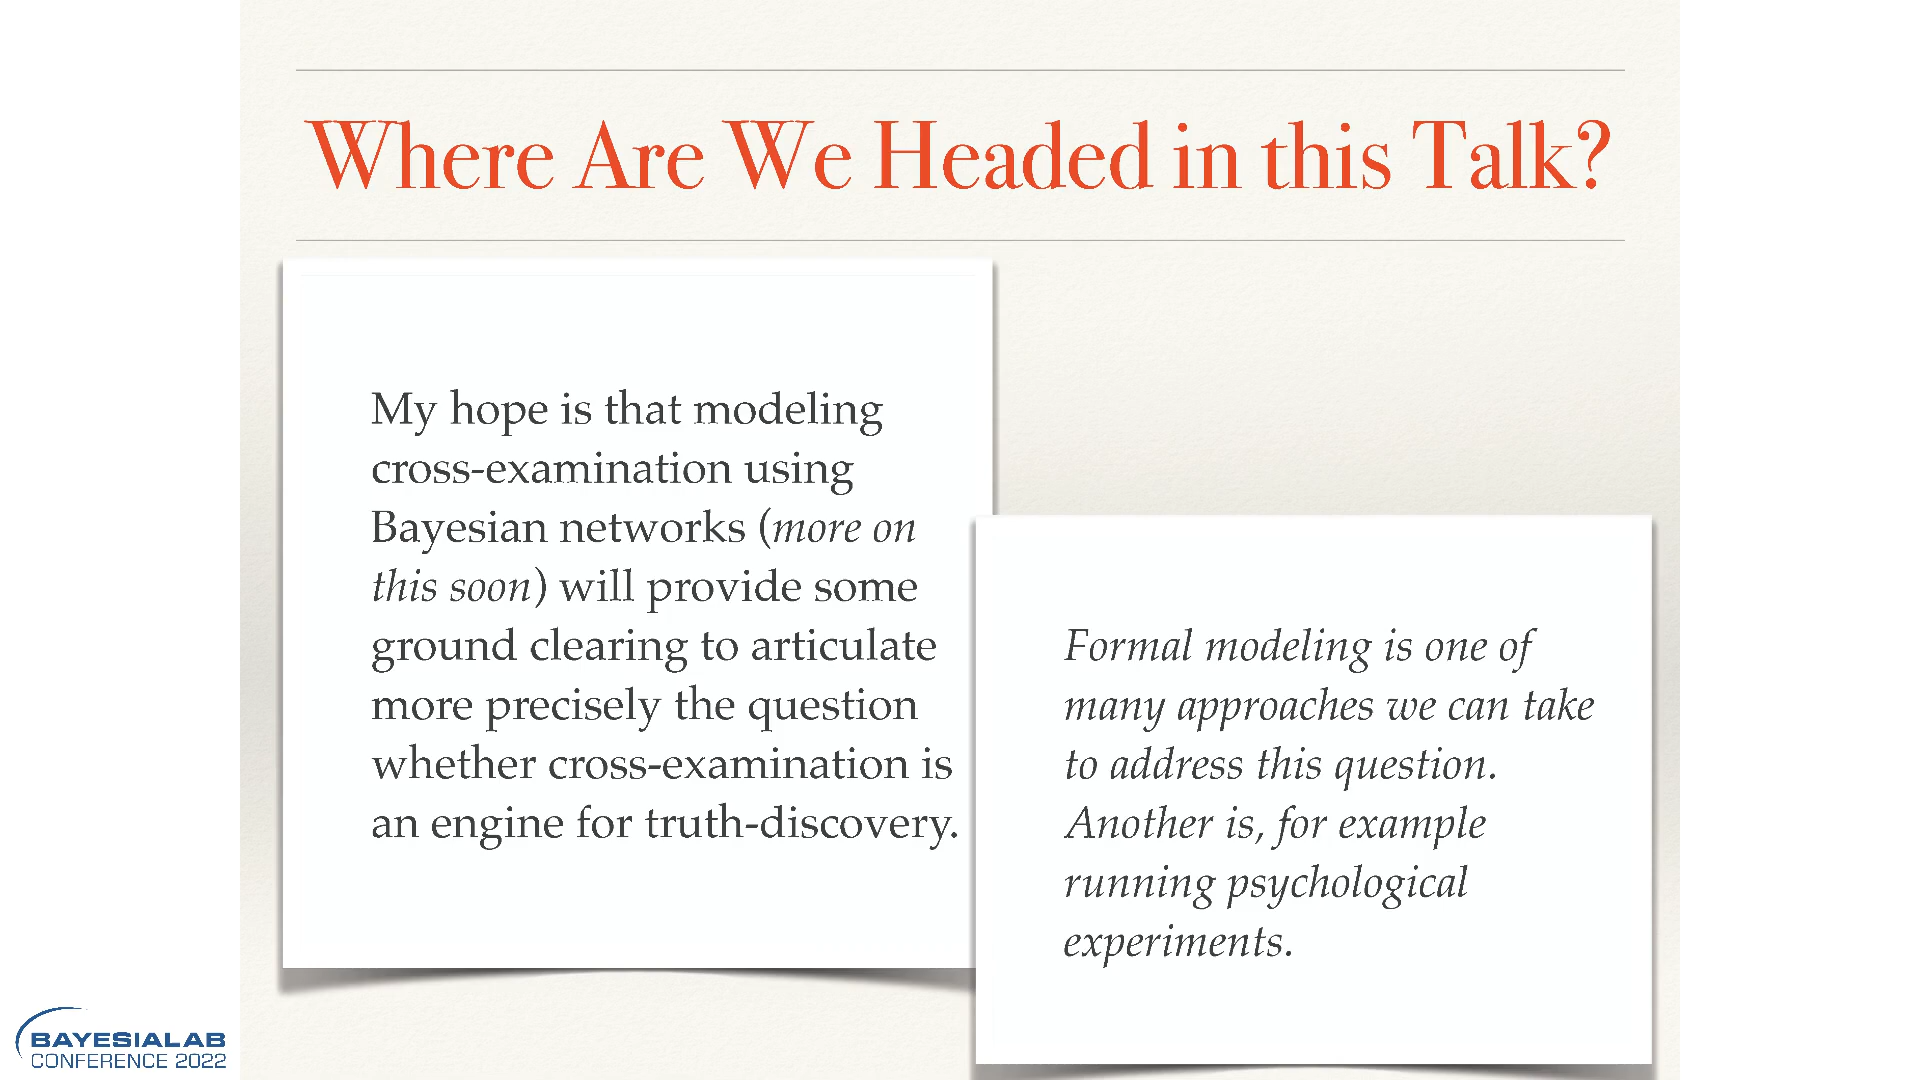 Where Are We Headed in this Talk?
My hope is that modeling
cross-examination using
Bayesian networks (more on
this soon) will provide some
ground clearing to articulate
more precisely the question
whether cross-examination is
an engine for truth-discovery.
Formal modeling is one of
many approaches we can take
to address this question.
Another is, for example
running psychological
experiments.
BAYESIALAB
CONFERENCE 2022